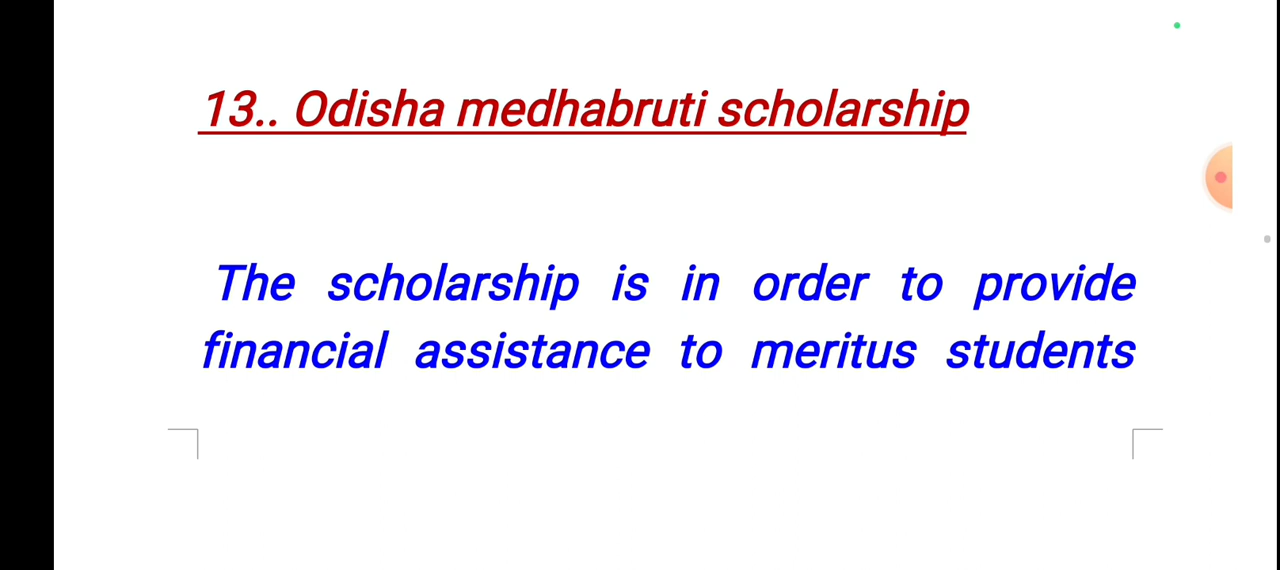 13.. Odisha medhabruti scholarship
The scholarship is in order to provide
financial assistance to meritus students